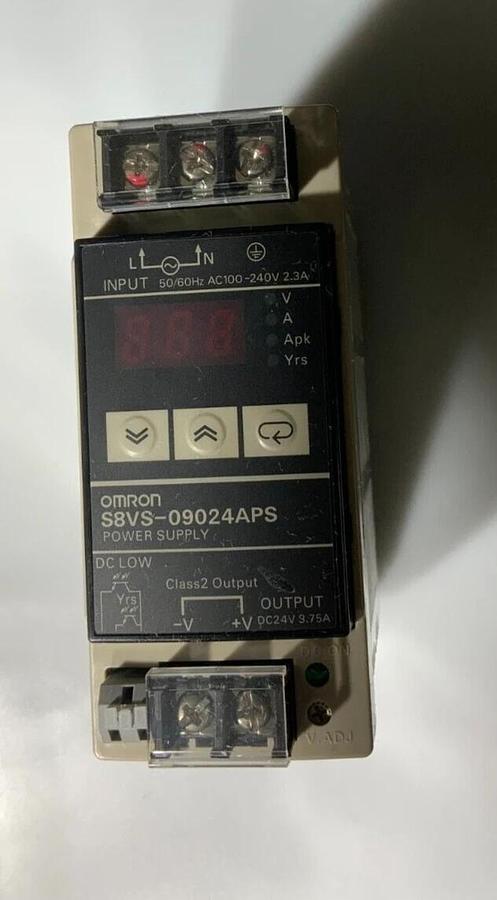 L N
INPUT 50/60Hz AC100-240V 2.3A
V
A
Apk
Yrs
OMRON
S8VS-09024APS
POWER SUPPLY
DC LOW
Yrs
Class2 Output
-V +V
OUTPUT
DC24V 3.75A
DC ON
V.ADJ